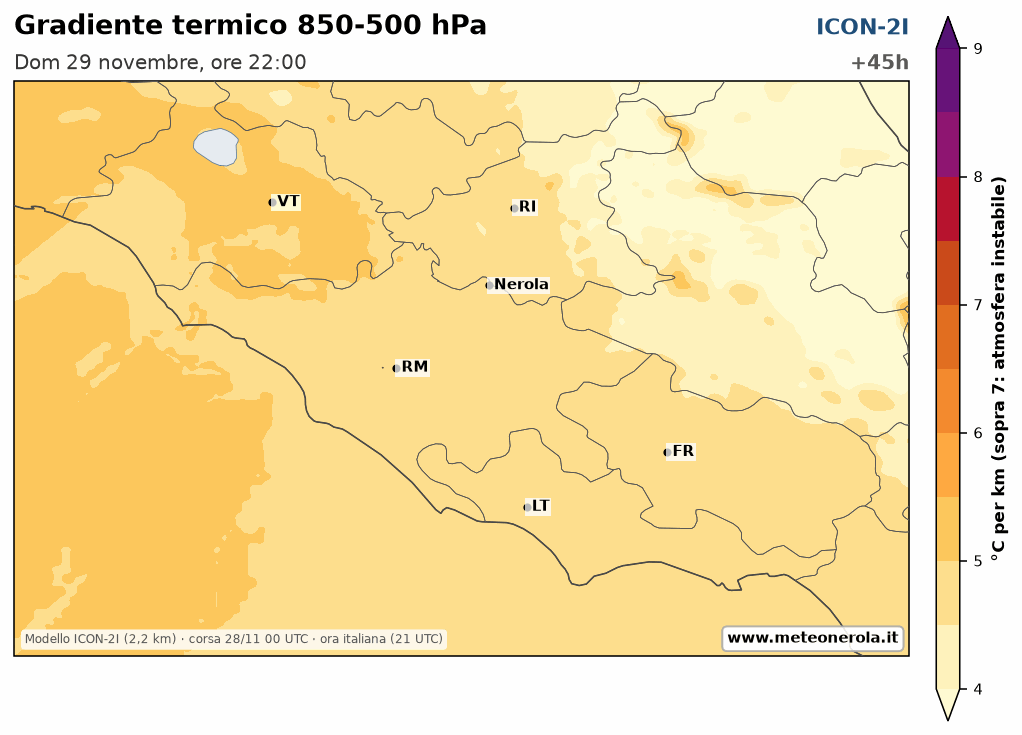 Gradiente termico 850-500 hPa
ICON-2I
Dom 29 novembre, ore 22:00
+45h
VT
RI
Nerola
RM
FR
LT
Modello ICON-2I (2,2 km) · corsa 28/11 00 UTC · ora italiana (21 UTC)
www.meteonerola.it
9
8
7
6
5
4
°C per km (sopra 7: atmosfera instabile)